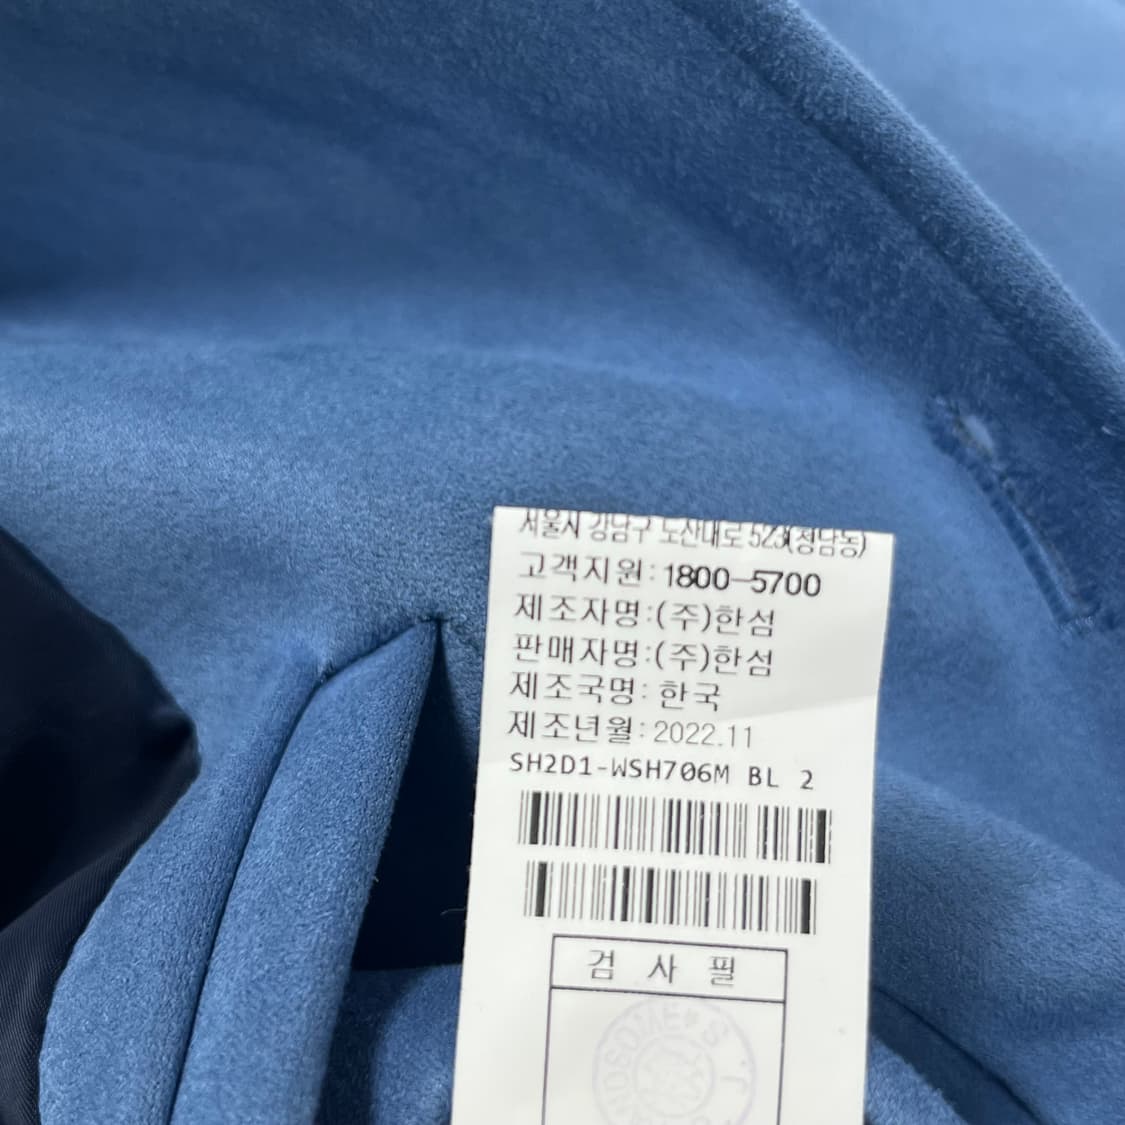 서울시 강남구 도산대로 523(청담동)
고객지원:1800-5700
제조자명:(주)한섬
판매자명:(주)한섬
제조국명: 한국
제조년월: 2022.11
SH2D1-WSH706M BL 2
검 사 필